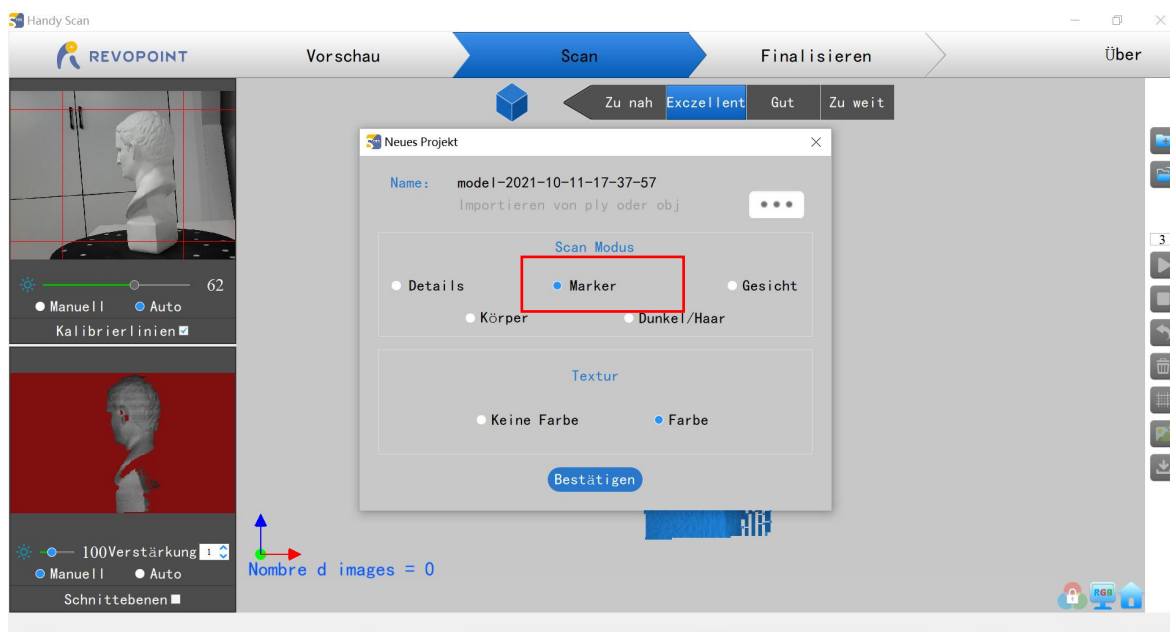 Handy Scan
REVOPOINT
Vorschau
Scan
Finalisieren
Über
Zu nah Exczellent Gut Zu weit
Neues Projekt
Name: model-2021-10-11-17-37-57
Importieren von ply oder obj
Scan Modus
Details Marker Gesicht
Körper Dunkel/Haar
Textur
Keine Farbe Farbe
Bestätigen
62
Manuell Auto
Kalibrierlinien
100Verstärkung 1
Manuell Auto
Schnittebenen
Nombre d images = 0
3
RGB